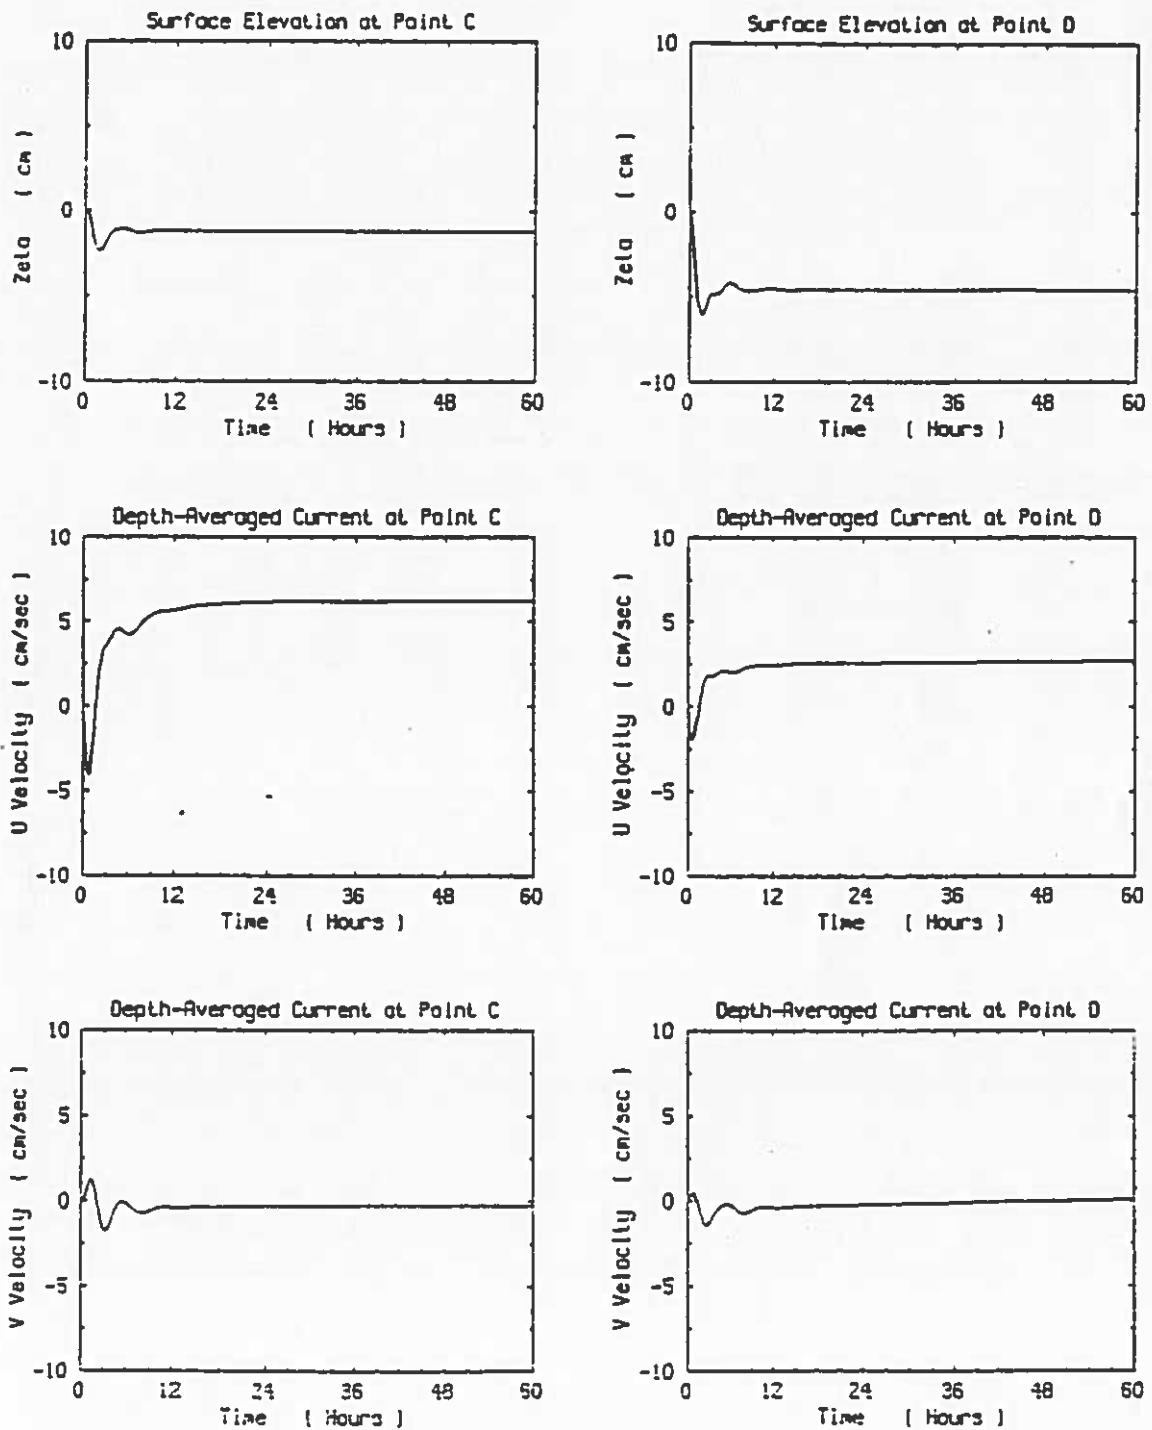 Surface Elevation at Point C
10
0
-10
Zeta ( cm )
0 12 24 36 48 60
Time ( Hours )
Surface Elevation at Point D
10
0
-10
Zeta ( cm )
0 12 24 36 48 60
Time ( Hours )
Depth-Averaged Current at Point C
10
5
0
-5
-10
U Velocity ( cm/sec )
0 12 24 36 48 60
Time ( Hours )
Depth-Averaged Current at Point D
10
5
0
-5
-10
U Velocity ( cm/sec )
0 12 24 36 48 60
Time ( Hours )
Depth-Averaged Current at Point C
10
5
0
-5
-10
V Velocity ( cm/sec )
0 12 24 36 48 60
Time ( Hours )
Depth-Averaged Current at Point D
10
5
0
-5
-10
V Velocity ( cm/sec )
0 12 24 36 48 60
Time ( Hours )